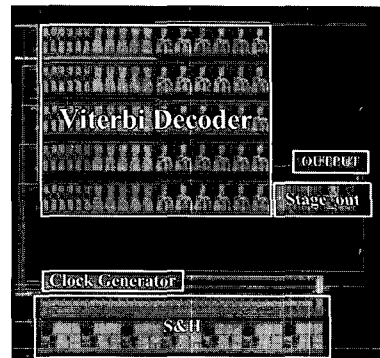 Viterbi Decoder
OUTPUT
Stage_out
Clock Generator
S&H